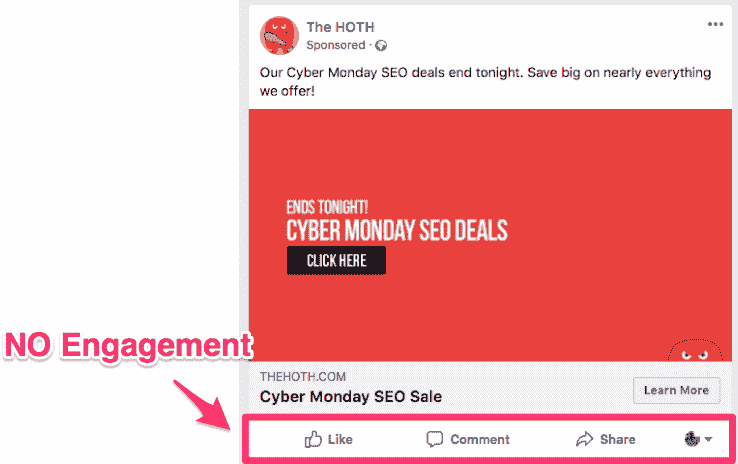 The HOTH
Sponsored ·
Our Cyber Monday SEO deals end tonight. Save big on nearly everything
we offer!
ENDS TONIGHT!
CYBER MONDAY SEO DEALS
CLICK HERE
NO Engagement
THEHOTH.COM
Cyber Monday SEO Sale
Learn More
Like
Comment
Share